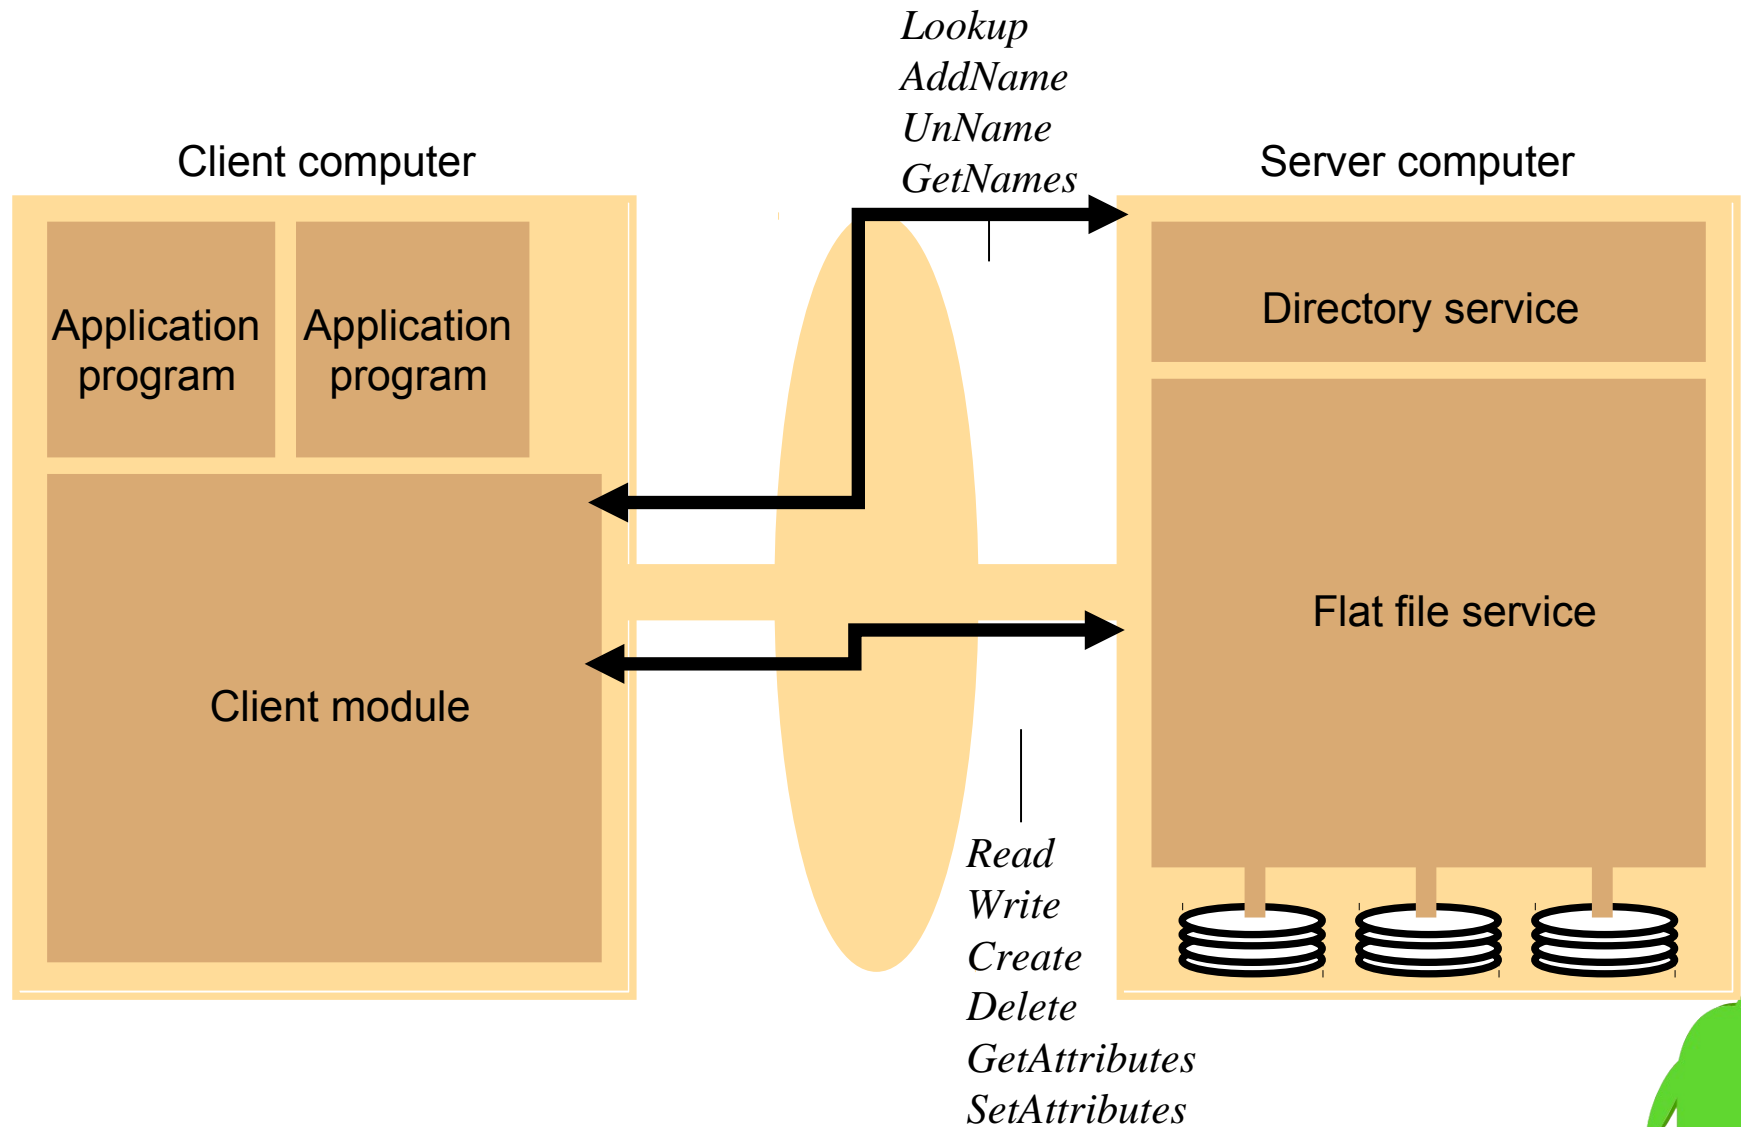 Lookup
AddName
UnName
GetNames
Client computer
Server computer
Application
program
Application
program
Directory service
Flat file service
Client module
Read
Write
Create
Delete
GetAttributes
SetAttributes